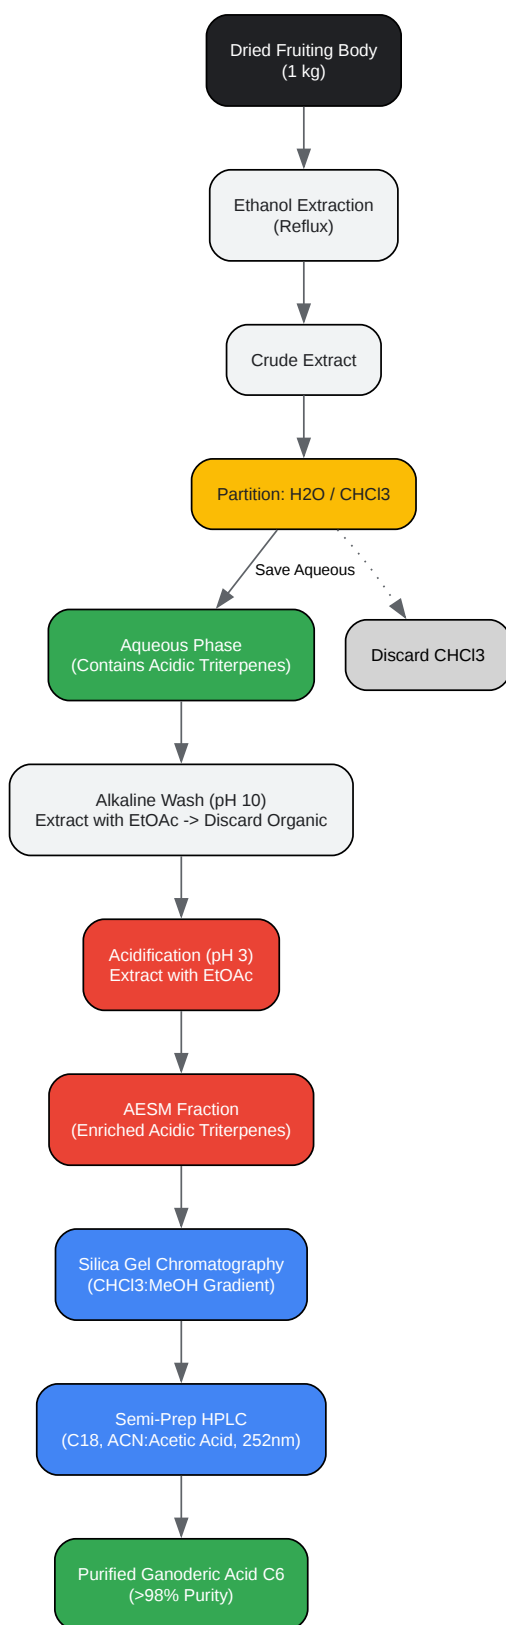 Dried Fruiting Body
(1 kg)
Ethanol Extraction
(Reflux)
Crude Extract
Partition: H2O / CHCl3
Save Aqueous
Aqueous Phase
(Contains Acidic Triterpenes)
Discard CHCl3
Alkaline Wash (pH 10)
Extract with EtOAc -> Discard Organic
Acidification (pH 3)
Extract with EtOAc
AESM Fraction
(Enriched Acidic Triterpenes)
Silica Gel Chromatography
(CHCl3:MeOH Gradient)
Semi-Prep HPLC
(C18, ACN:Acetic Acid, 252nm)
Purified Ganoderic Acid C6
(>98% Purity)